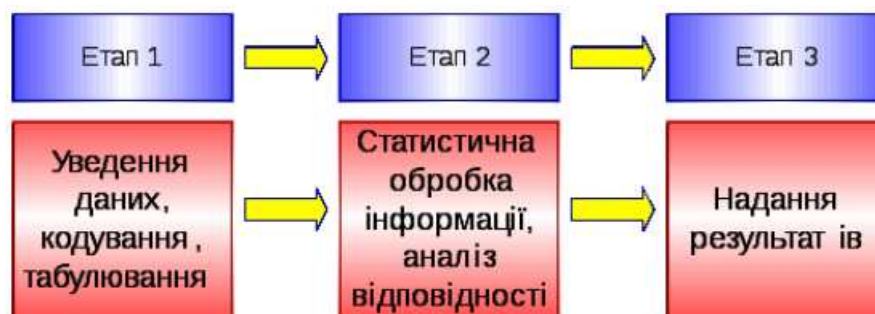 Етап 1
Етап 2
Етап 3
Уведення
даних,
кодування ,
табулювання
Статистична
обробка
інформації,
аналіз
відповідності
Надання
результат ів